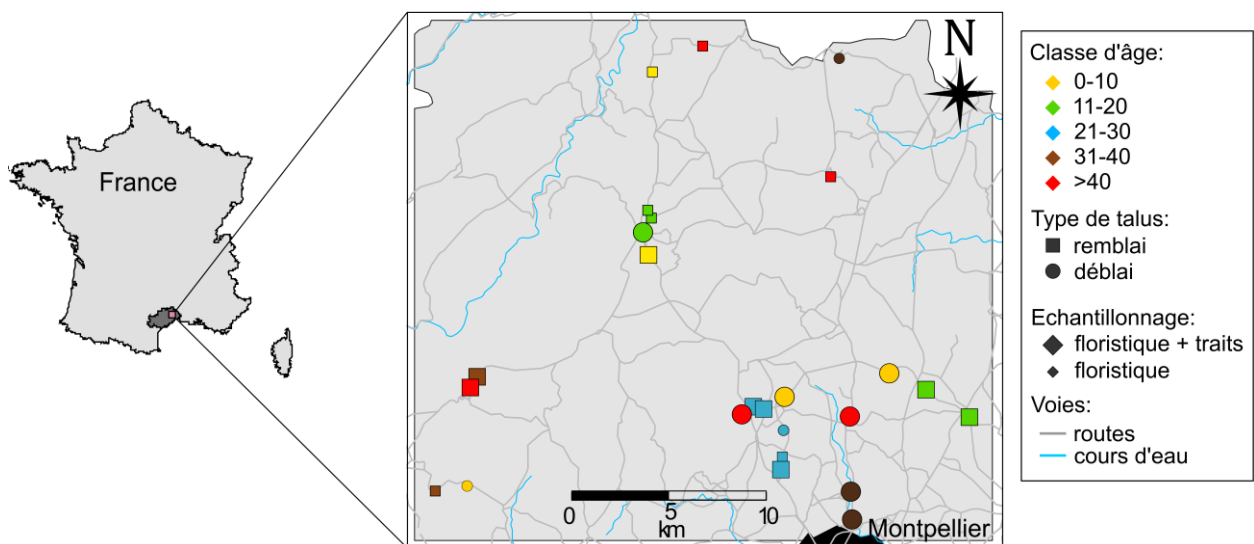 France
N
0 5 10
km
Montpellier
Classe d'âge:
0-10
11-20
21-30
31-40
>40
Type de talus:
remblai
déblai
Echantillonnage:
floristique + traits
floristique
Voies:
routes
cours d'eau